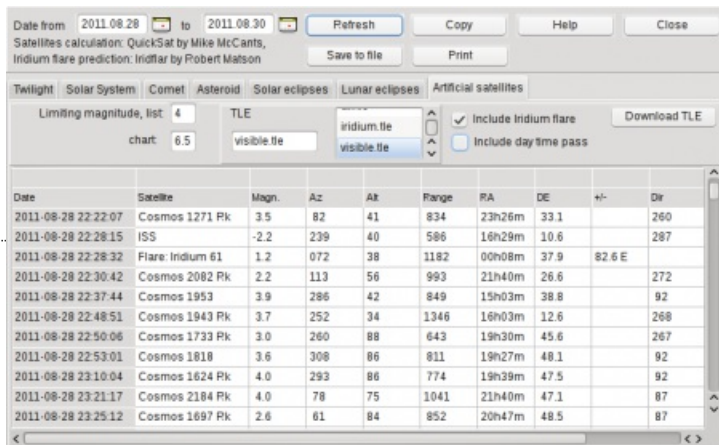 Date from 2011.08.28 to 2011.08.30 Refresh Copy Help Close
Satellites calculation: QuickSat by Mike McCants,
Iridium flare prediction: Iridflar by Robert Matson
Save to file Print
Twilight Solar System Comet Asteroid Solar eclipses Lunar eclipses Artificial satellites
Limiting magnitude, list: 4 TLE iridium.tle Include Iridium flare Download TLE
chart: 6.5 visible.tle visible.tle Include day time pass
Date Satellite Magn. Az Alt Range RA DE +/- Dir
2011-08-28 22:22:07 Cosmos 1271 Rk 3.5 82 41 834 23h26m 33.1 260
2011-08-28 22:28:15 ISS -2.2 239 40 586 16h29m 10.6 287
2011-08-28 22:28:32 Flare: Iridium 61 1.2 072 38 1182 00h08m 37.9 82.6 E
2011-08-28 22:30:42 Cosmos 2082 Rk 2.2 113 56 993 21h40m 26.6 272
2011-08-28 22:37:44 Cosmos 1953 3.9 286 42 849 15h03m 38.8 92
2011-08-28 22:48:51 Cosmos 1943 Rk 3.7 252 34 1346 16h03m 12.6 268
2011-08-28 22:50:06 Cosmos 1733 Rk 3.0 260 88 643 19h30m 45.6 267
2011-08-28 22:53:01 Cosmos 1818 3.6 308 86 811 19h27m 48.1 92
2011-08-28 23:10:04 Cosmos 1624 Rk 4.0 293 86 774 19h39m 47.5 92
2011-08-28 23:21:17 Cosmos 2184 Rk 4.0 78 75 1041 21h40m 47.1 87
2011-08-28 23:25:12 Cosmos 1697 Rk 2.6 61 84 852 20h47m 48.5 87